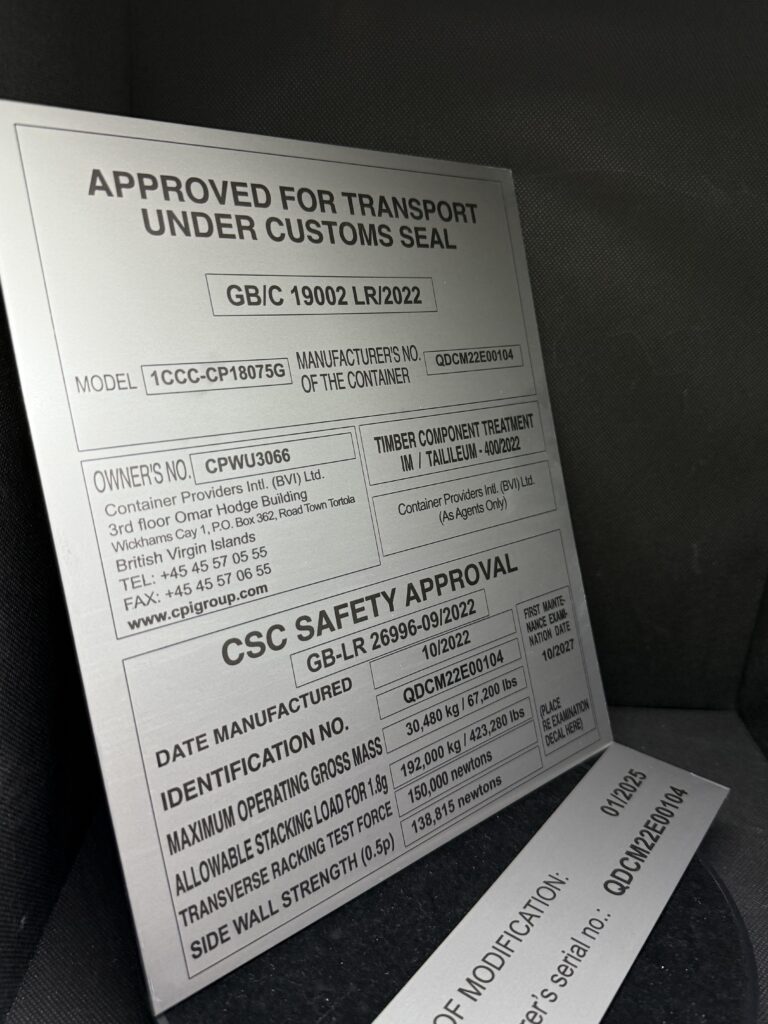 APPROVED FOR TRANSPORT
UNDER CUSTOMS SEAL
GB/C 19002 LR/2022
MODEL 1CCC-CP18075G MANUFACTURER'S NO. OF THE CONTAINER QDCM22E00104
OWNER'S NO. CPWU3066
Container Providers Intl. (BVI) Ltd.
3rd floor Omar Hodge Building
Wickhams Cay 1, P.O. Box 362, Road Town Tortola
British Virgin Islands
TEL: +45 45 57 05 55
FAX: +45 45 57 06 55
www.cpigroup.com
TIMBER COMPONENT TREATMENT
IM / TAILILEUM - 400/2022
Container Providers Intl. (BVI) Ltd.
(As Agents Only)
CSC SAFETY APPROVAL
GB-LR 26996-09/2022
DATE MANUFACTURED 10/2022
IDENTIFICATION NO. QDCM22E00104
MAXIMUM OPERATING GROSS MASS 30,480 kg / 67,200 lbs
ALLOWABLE STACKING LOAD FOR 1.8g 192,000 kg / 423,280 lbs
TRANSVERSE RACKING TEST FORCE 150,000 newtons
SIDE WALL STRENGTH (0.5p) 138,815 newtons
FIRST MAINTE-
NANCE EXAMI-
NATION DATE
10/2027
(PLACE
RE EXAMINATION
DECAL HERE)
OF MODIFICATION: 01/2025
rer's serial no.: QDCM22E00104